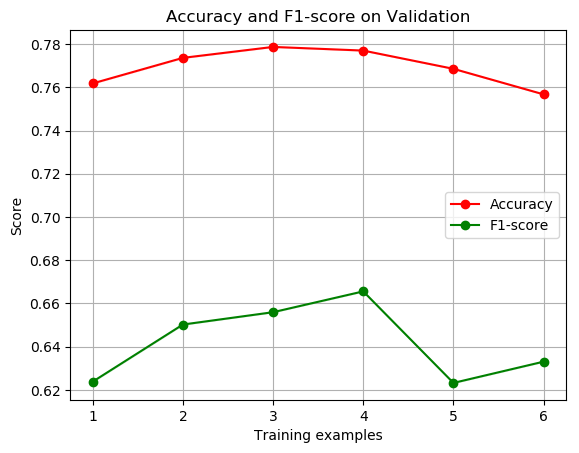 Accuracy and F1-score on Validation
0.78
0.76
0.74
0.72
0.70
0.68
0.66
0.64
0.62
Score
Accuracy
F1-score
1 2 3 4 5 6
Training examples